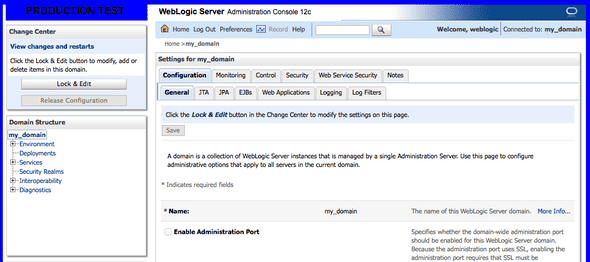 PRODUCTION TEST
WebLogic Server Administration Console 12c
Change Center
View changes and restarts
Click the Lock & Edit button to modify, add or
delete items in this domain.
Lock & Edit
Release Configuration
Domain Structure
my_domain
Environment
Deployments
Services
Security Realms
Interoperability
Diagnostics
Home Log Out Preferences Record Help
Welcome, weblogic Connected to: my_domain
Home >my_domain
Settings for my_domain
Configuration Monitoring Control Security Web Service Security Notes
General JTA JPA EJBs Web Applications Logging Log Filters
Click the Lock & Edit button in the Change Center to modify the settings on this page.
Save
A domain is a collection of WebLogic Server instances that is managed by a single Administration Server. Use this page to configure
administrative options that apply to all servers in the current domain.
* Indicates required fields
* Name: my_domain The name of this WebLogic Server domain. More Info...
Enable Administration Port Specifies whether the domain-wide administration port
should be enabled for this WebLogic Server domain.
Because the administration port uses SSL, enabling the
administration port requires that SSL must be